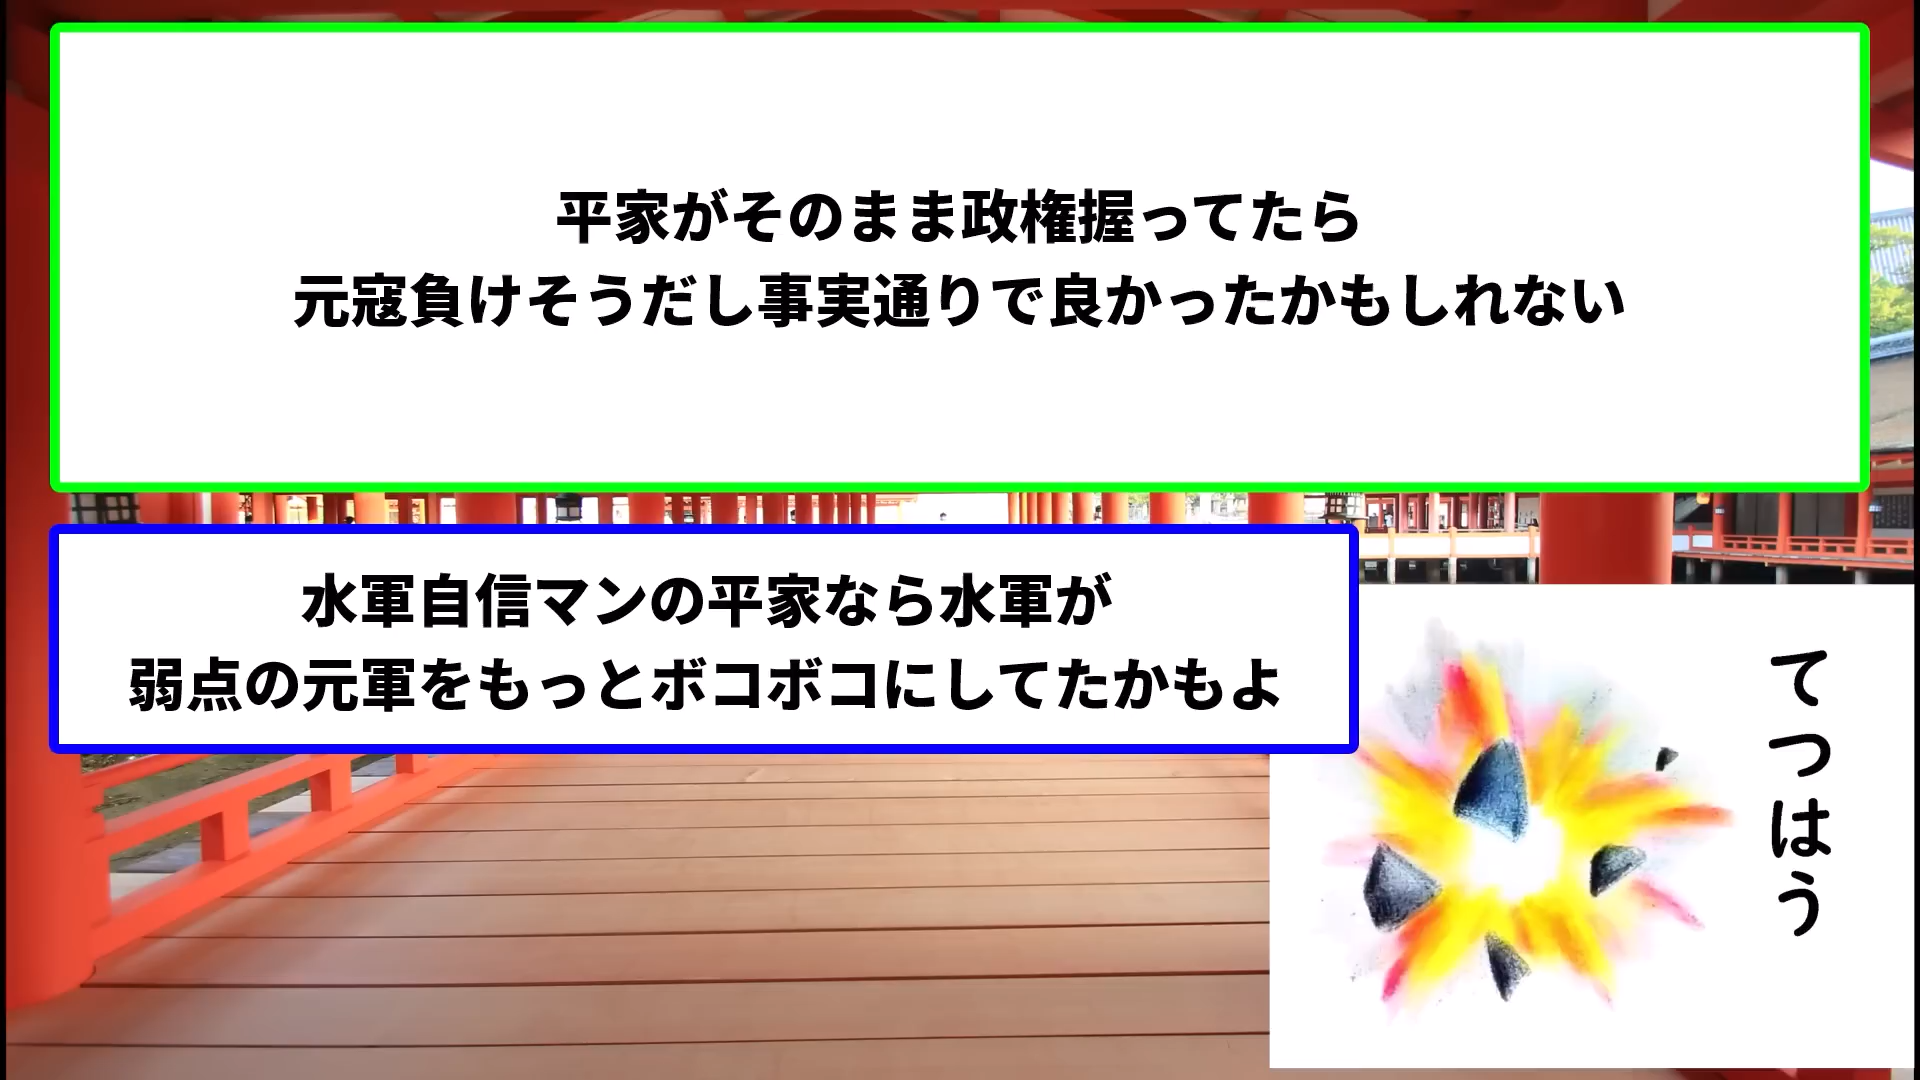 平家がそのまま政権握ってたら
元寇負けそうだし事実通りで良かったかもしれない
水軍自信マンの平家なら水軍が
弱点の元軍をもっとボコボコにしてたかもよ
てつはう